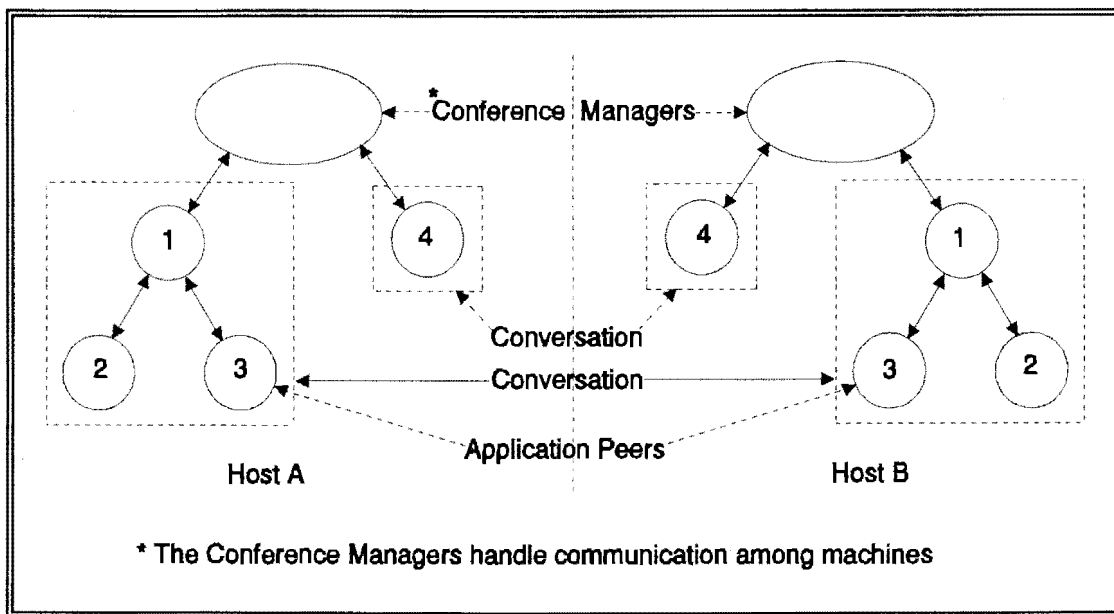 *Conference Managers
1
4
4
1
Conversation
2
3
Conversation
3
2
Application Peers
Host A
Host B
* The Conference Managers handle communication among machines